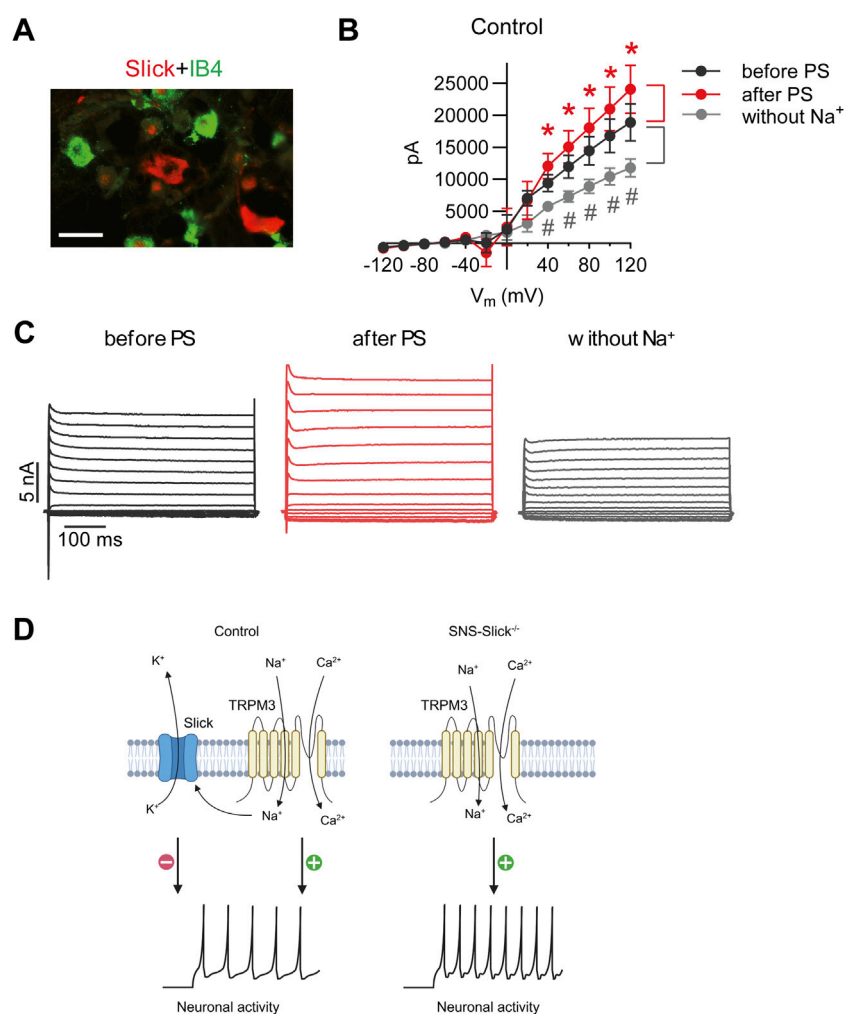 A
Slick+IB4
B
Control
25000
20000
15000
10000
5000
pA
-120
-80
-40
40
80
120
Vm (mV)
* * * * *
# # # # #
before PS
after PS
without Na⁺
C
before PS
after PS
without Na⁺
5 nA
100 ms
D
Control
SNS-Slick⁻/⁻
K⁺
Na⁺
Ca²⁺
Na⁺
Ca²⁺
Slick
TRPM3
TRPM3
K⁺
Na⁺
Ca²⁺
Na⁺
Ca²⁺
−
+
+
Neuronal activity
Neuronal activity